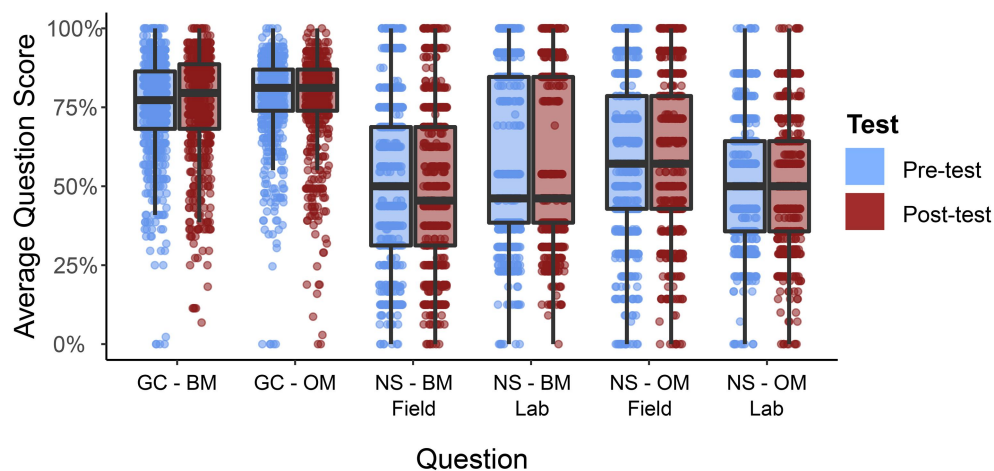 Average Question Score
100%
75%
50%
25%
0%
GC - BM
GC - OM
NS - BM
Field
NS - BM
Lab
NS - OM
Field
NS - OM
Lab
Question
Test
Pre-test
Post-test